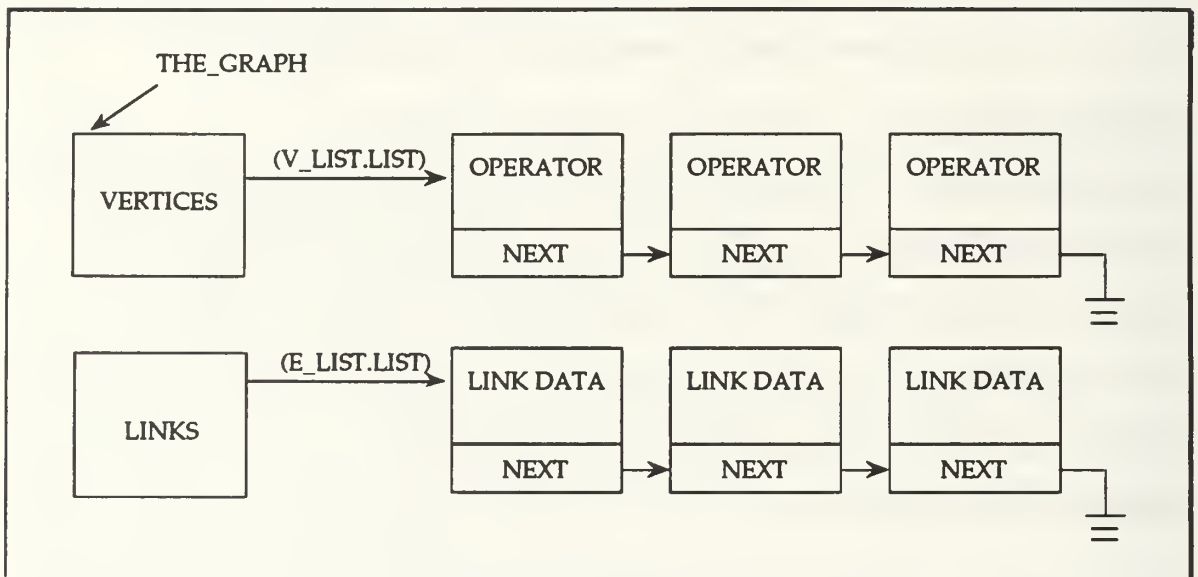 THE_GRAPH
VERTICES
(V_LIST.LIST)
OPERATOR
NEXT
OPERATOR
NEXT
OPERATOR
NEXT
LINKS
(E_LIST.LIST)
LINK DATA
NEXT
LINK DATA
NEXT
LINK DATA
NEXT